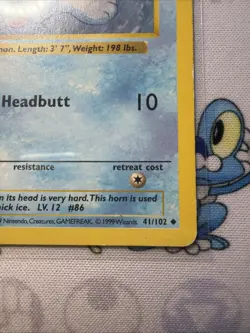 on. Length: 3' 7", Weight: 198 lbs.
Headbutt 10
resistance retreat cost
n its head is very hard. This horn is used
hick ice. LV. 12 #86
Nintendo, Creatures, GAMEFREAK. © 1999 Wizards. 41/102 ◆